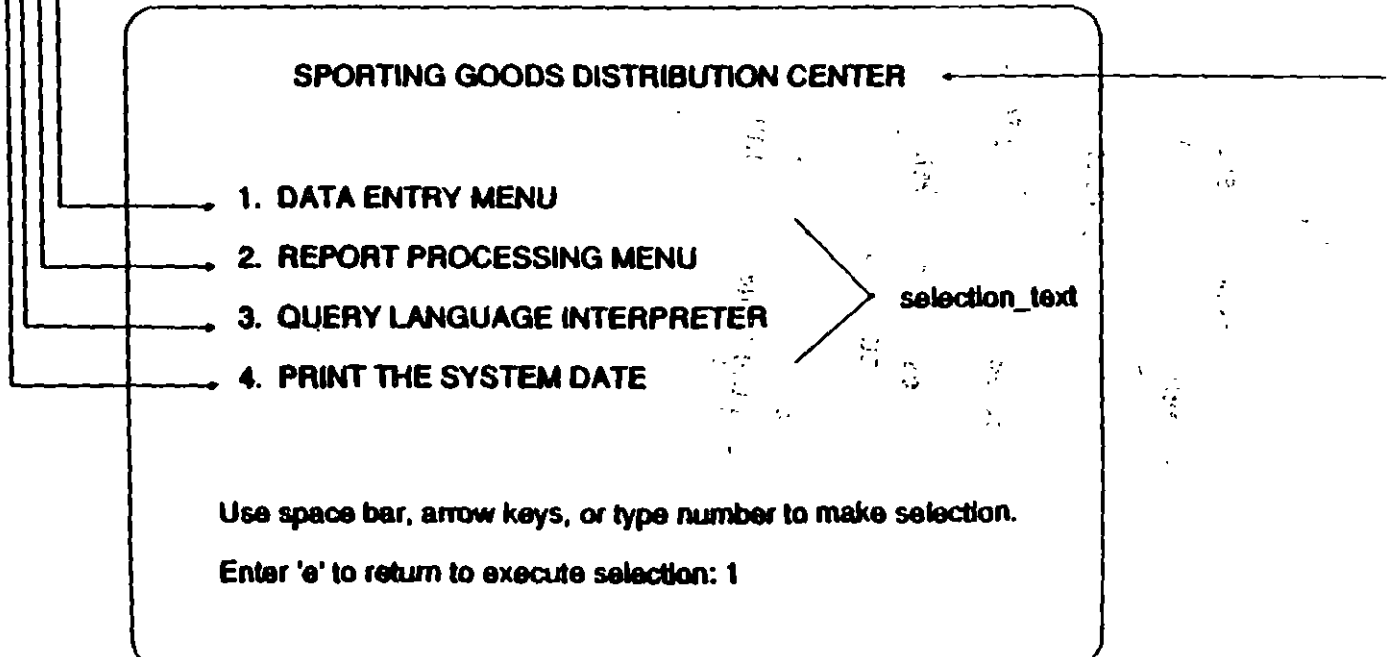 SPORTING GOODS DISTRIBUTION CENTER
1. DATA ENTRY MENU
2. REPORT PROCESSING MENU
3. QUERY LANGUAGE INTERPRETER
4. PRINT THE SYSTEM DATE
selection_text
Use space bar, arrow keys, or type number to make selection.
Enter 'e' to return to execute selection: 1